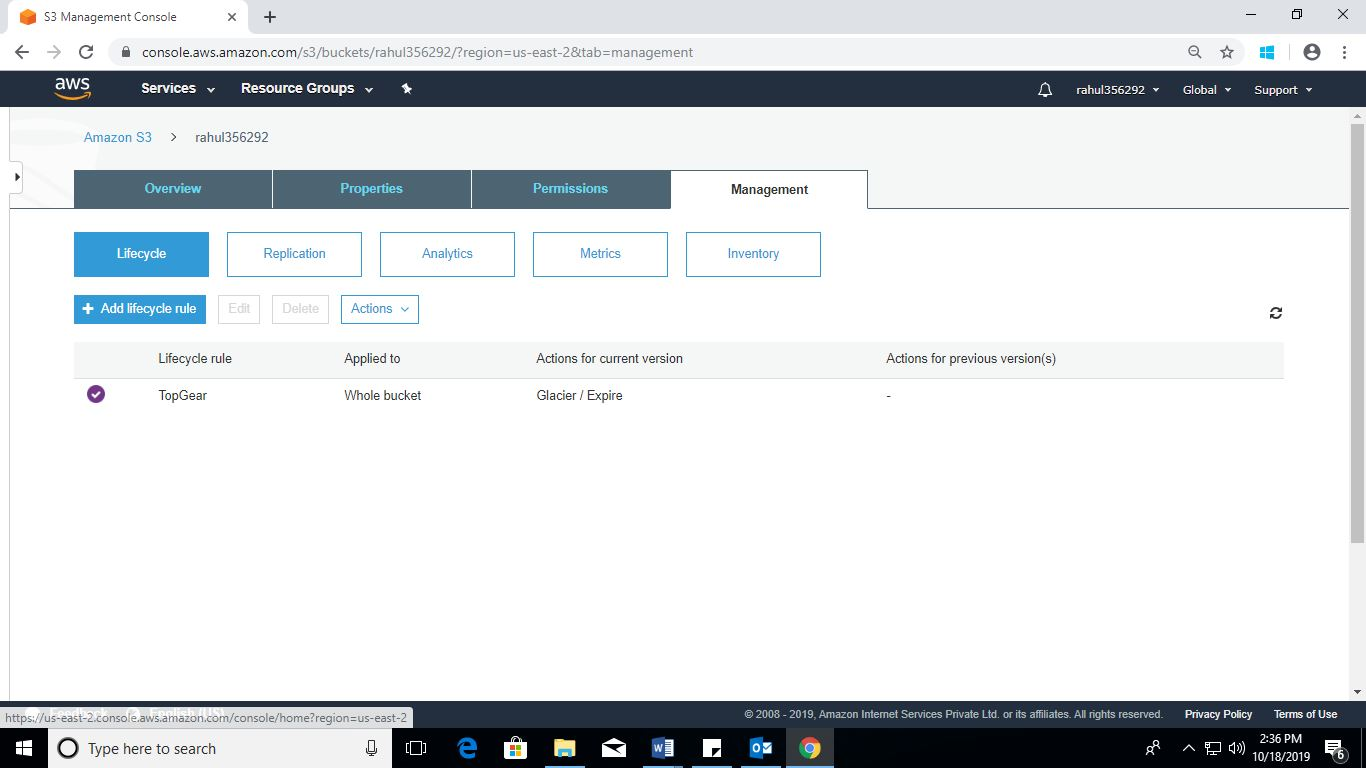 S3 Management Console
console.aws.amazon.com/s3/buckets/rahul356292/?region=us-east-2&tab=management
aws Services Resource Groups rahul356292 Global Support
Amazon S3 > rahul356292
Overview Properties Permissions Management
Lifecycle Replication Analytics Metrics Inventory
+ Add lifecycle rule Edit Delete Actions
Lifecycle rule Applied to Actions for current version Actions for previous version(s)
TopGear Whole bucket Glacier / Expire -
Feedback English (US)
https://us-east-2.console.aws.amazon.com/console/home?region=us-east-2 © 2008 - 2019, Amazon Internet Services Private Ltd. or its affiliates. All rights reserved. Privacy Policy Terms of Use
Type here to search
2:36 PM
10/18/2019
6